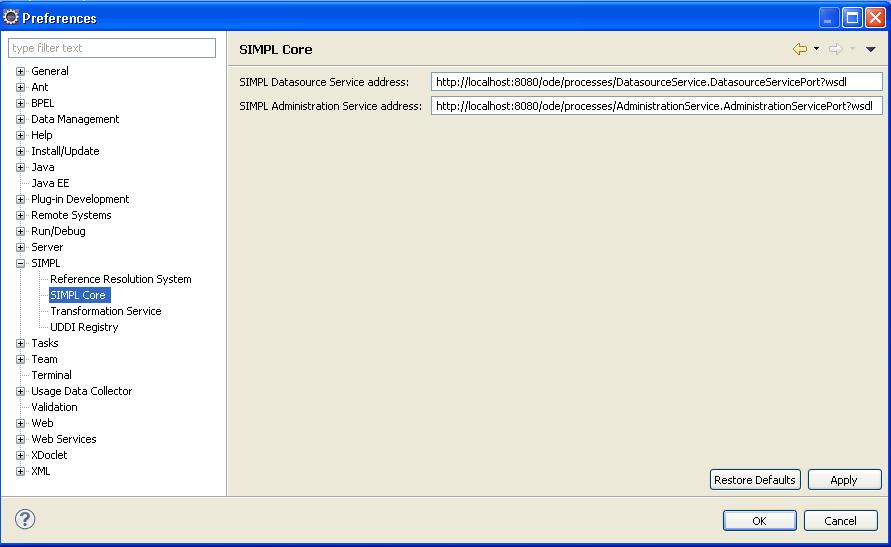 Preferences
type filter text
General
Ant
BPEL
Data Management
Help
Install/Update
Java
Java EE
Plug-in Development
Remote Systems
Run/Debug
Server
SIMPL
Reference Resolution System
SIMPL Core
Transformation Service
UDDI Registry
Tasks
Team
Terminal
Usage Data Collector
Validation
Web
Web Services
XDoclet
XML
SIMPL Core
SIMPL Datasource Service address: http://localhost:8080/ode/processes/DatasourceService.DatasourceServicePort?wsdl
SIMPL Administration Service address: http://localhost:8080/ode/processes/AdministrationService.AdministrationServicePort?wsdl
Restore Defaults Apply
? OK Cancel